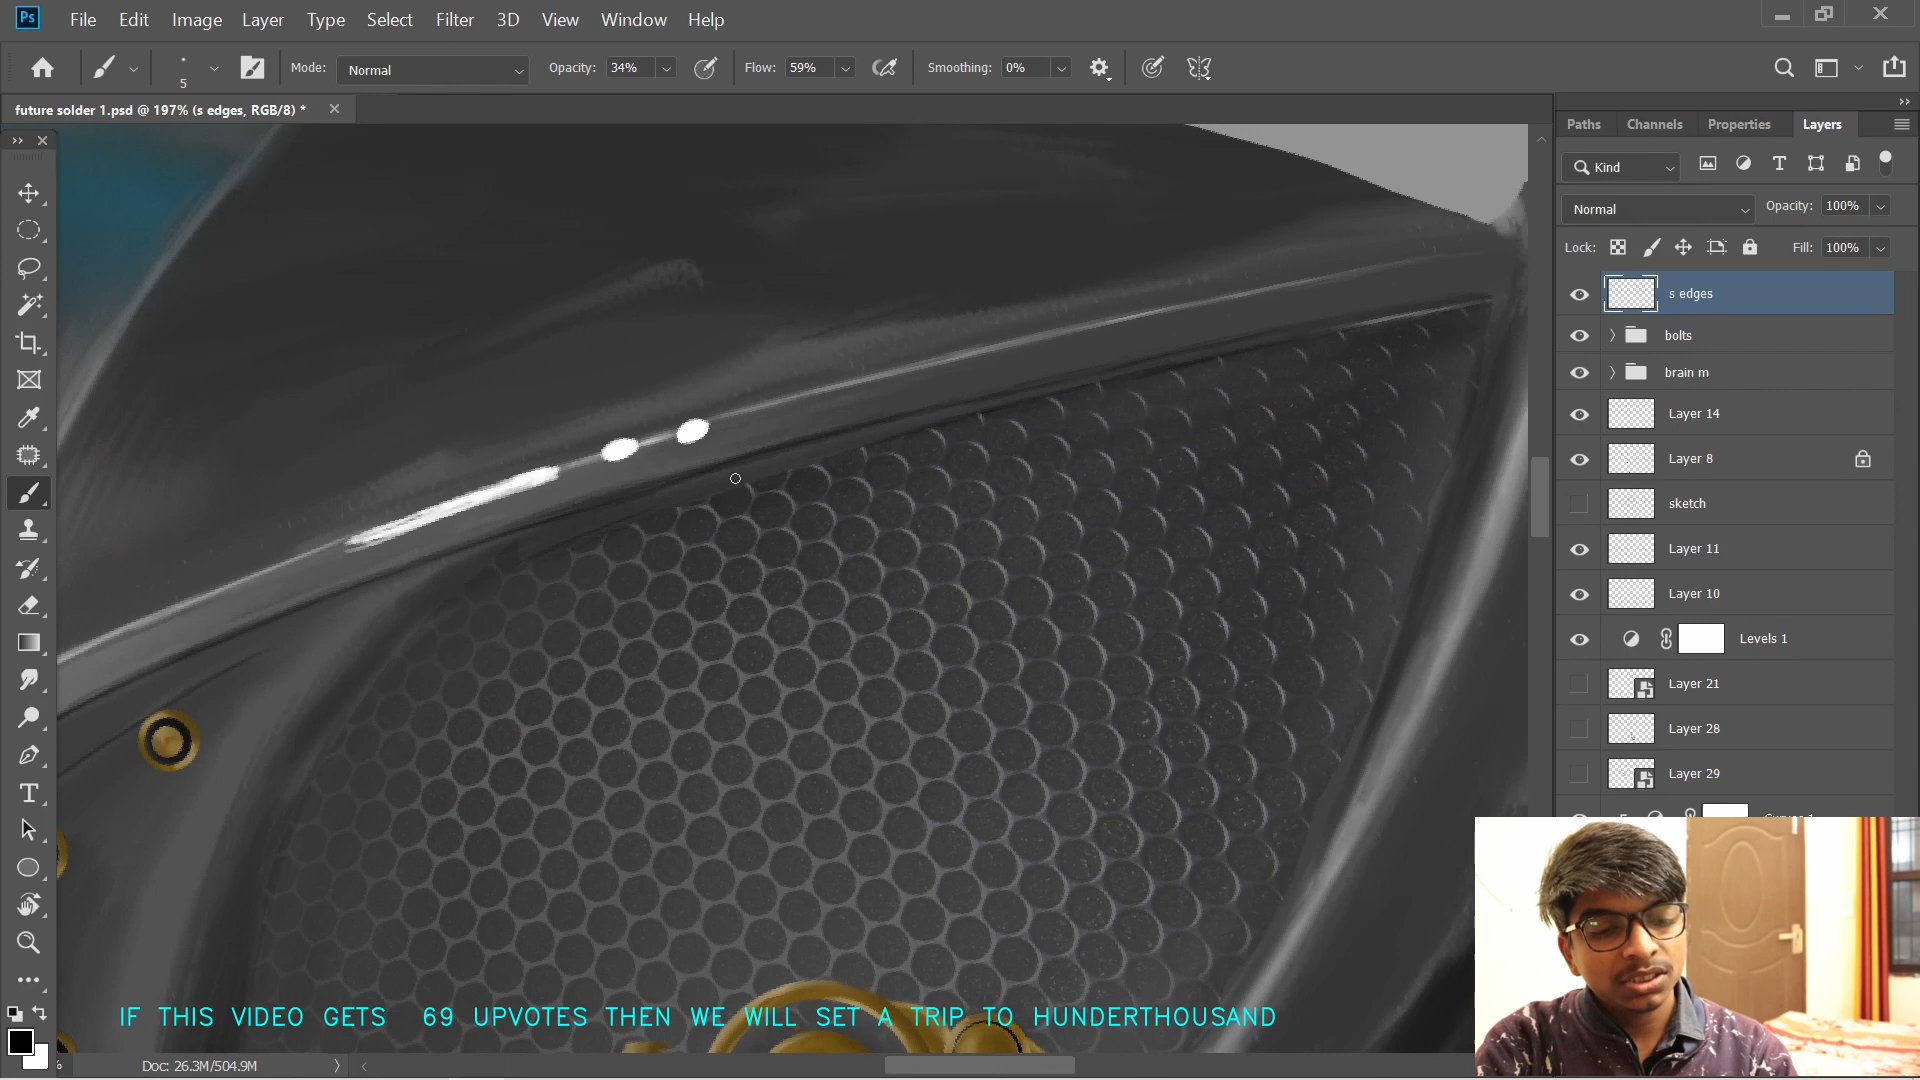 Ps File Edit Image Layer Type Select Filter 3D View Window Help
5 Mode: Normal Opacity: 34% Flow: 59% Smoothing: 0%
future solder 1.psd @ 197% (s edges, RGB/8) *
Paths Channels Properties Layers
Kind
Normal Opacity: 100%
Lock: Fill: 100%
s edges
bolts
brain m
Layer 14
Layer 8
sketch
Layer 11
Layer 10
Levels 1
Layer 21
Layer 28
Layer 29
IF THIS VIDEO GETS 69 UPVOTES THEN WE WILL SET A TRIP TO HUNDERTHOUSAND
% Doc: 26.3M/504.9M